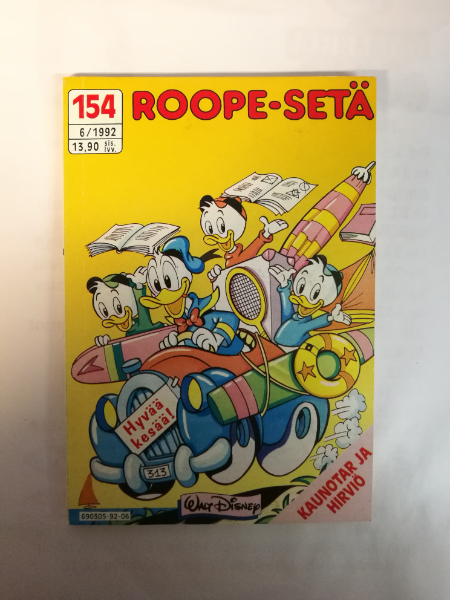 154
ROOPE-SETÄ
6/1992
13,90 sis. lvv.
Hyvää
kesää!
313
KAUNOTAR JA
HIRVIÖ
WALT DISNEY
690305-92-06